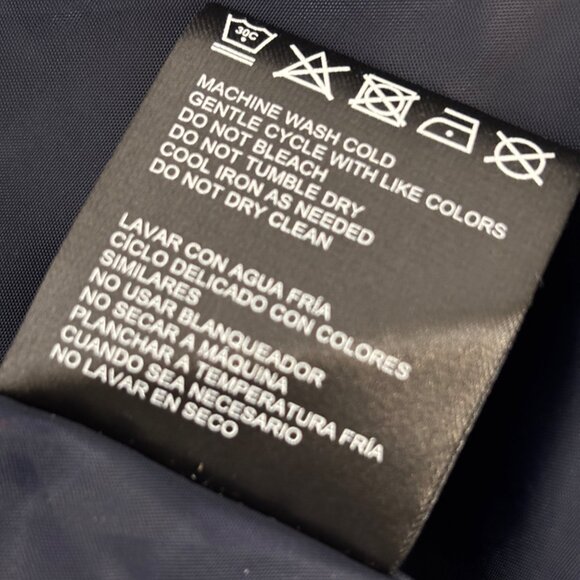 30C
MACHINE WASH COLD
GENTLE CYCLE WITH LIKE COLORS
DO NOT BLEACH
DO NOT TUMBLE DRY
COOL IRON AS NEEDED
DO NOT DRY CLEAN
LAVAR CON AGUA FRÍA
CÍCLO DELICADO CON COLORES
SIMILARES
NO USAR BLANQUEADOR
NO SECAR A MÁQUINA
PLANCHAR A TEMPERATURA FRÍA
CUANDO SEA NECESARIO
NO LAVAR EN SECO